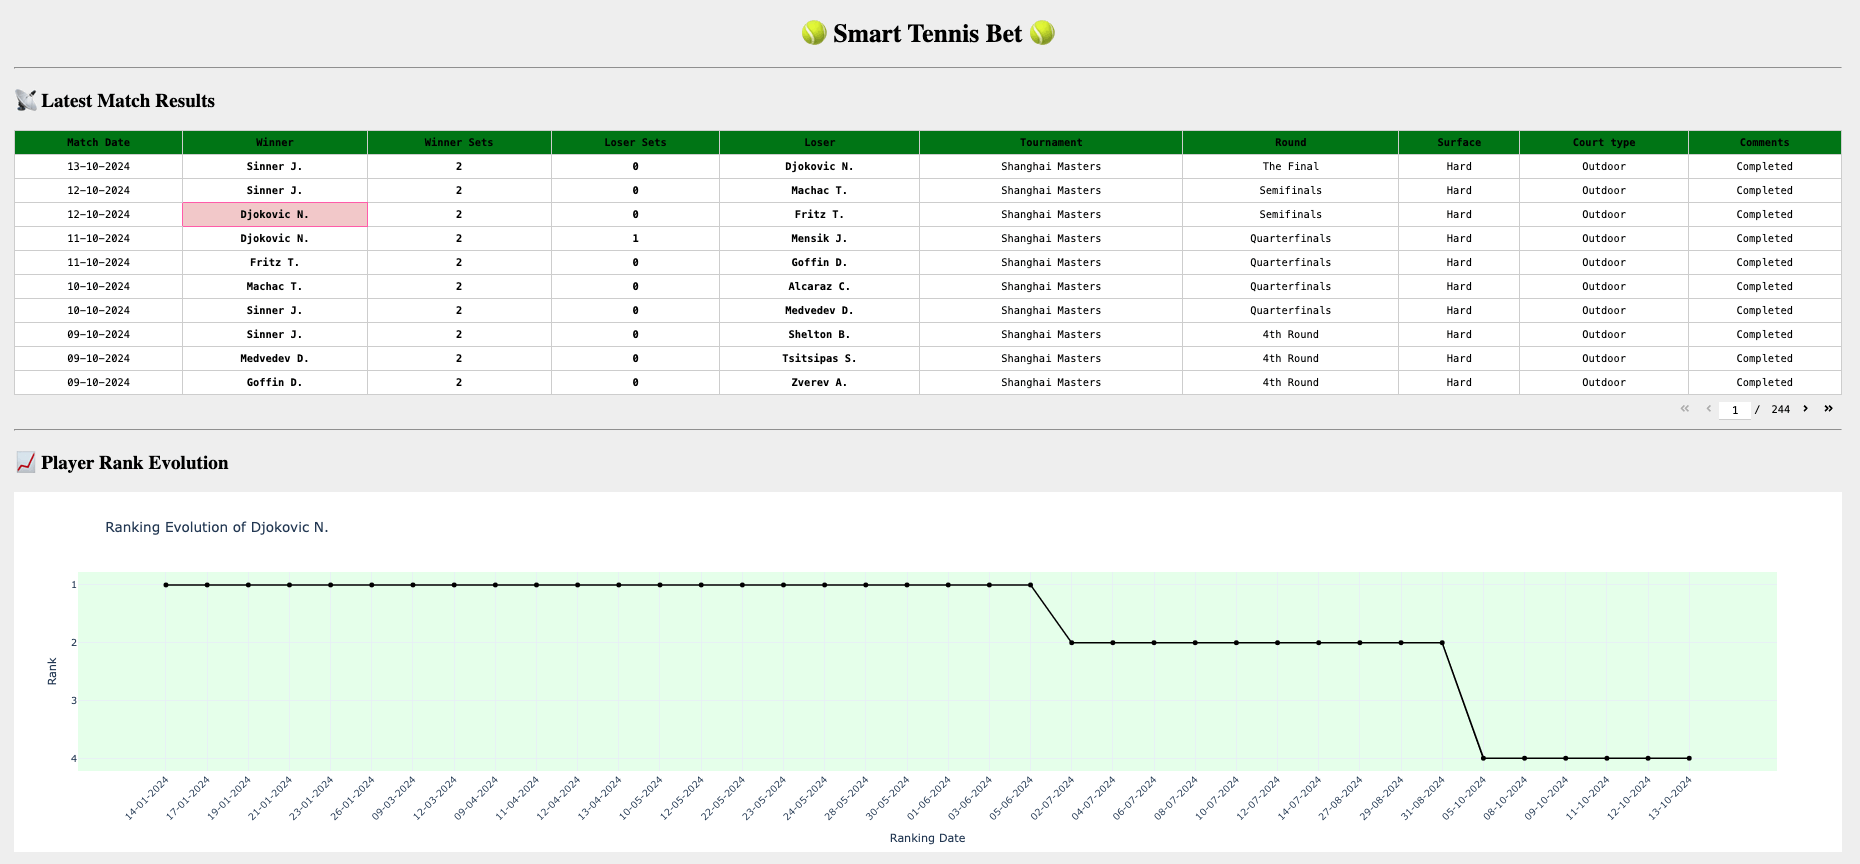 Smart Tennis Bet
Latest Match Results
Match Date Winner Winner Sets Loser Sets Loser Tournament Round Surface Court type Comments
13-10-2024 Sinner J. 2 0 Djokovic N. Shanghai Masters The Final Hard Outdoor Completed
12-10-2024 Sinner J. 2 0 Machac T. Shanghai Masters Semifinals Hard Outdoor Completed
12-10-2024 Djokovic N. 2 0 Fritz T. Shanghai Masters Semifinals Hard Outdoor Completed
11-10-2024 Djokovic N. 2 1 Mensik J. Shanghai Masters Quarterfinals Hard Outdoor Completed
11-10-2024 Fritz T. 2 0 Goffin D. Shanghai Masters Quarterfinals Hard Outdoor Completed
10-10-2024 Machac T. 2 0 Alcaraz C. Shanghai Masters Quarterfinals Hard Outdoor Completed
10-10-2024 Sinner J. 2 0 Medvedev D. Shanghai Masters Quarterfinals Hard Outdoor Completed
09-10-2024 Sinner J. 2 0 Shelton B. Shanghai Masters 4th Round Hard Outdoor Completed
09-10-2024 Medvedev D. 2 0 Tsitsipas S. Shanghai Masters 4th Round Hard Outdoor Completed
09-10-2024 Goffin D. 2 0 Zverev A. Shanghai Masters 4th Round Hard Outdoor Completed
« ‹ 1 / 244 › »
Player Rank Evolution
Ranking Evolution of Djokovic N.
1
2
Rank
3
4
14-01-2024 17-01-2024 19-01-2024 21-01-2024 23-01-2024 26-01-2024 09-03-2024 12-03-2024 09-04-2024 11-04-2024 12-04-2024 13-04-2024 10-05-2024 12-05-2024 22-05-2024 23-05-2024 24-05-2024 28-05-2024 30-05-2024 01-06-2024 03-06-2024 05-06-2024 02-07-2024 04-07-2024 06-07-2024 08-07-2024 10-07-2024 12-07-2024 14-07-2024 27-08-2024 29-08-2024 31-08-2024 05-10-2024 08-10-2024 09-10-2024 11-10-2024 12-10-2024 13-10-2024
Ranking Date